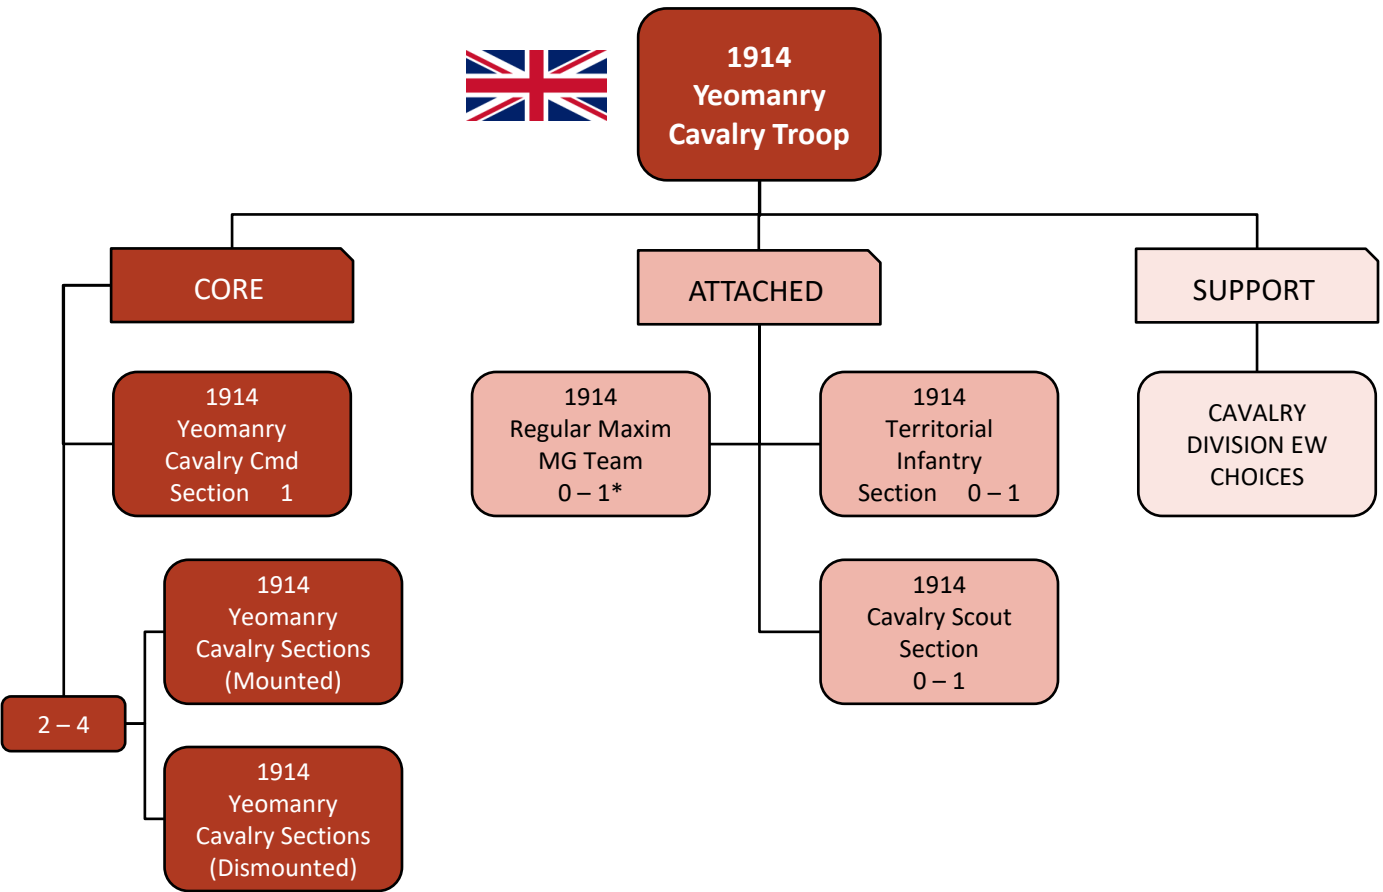 1914
Yeomanry
Cavalry Troop
CORE
ATTACHED
SUPPORT
1914
Yeomanry
Cavalry Cmd
Section 1
1914
Regular Maxim
MG Team
0 – 1*
1914
Territorial
Infantry
Section 0 – 1
CAVALRY
DIVISION EW
CHOICES
1914
Yeomanry
Cavalry Sections
(Mounted)
1914
Cavalry Scout
Section
0 – 1
2 – 4
1914
Yeomanry
Cavalry Sections
(Dismounted)